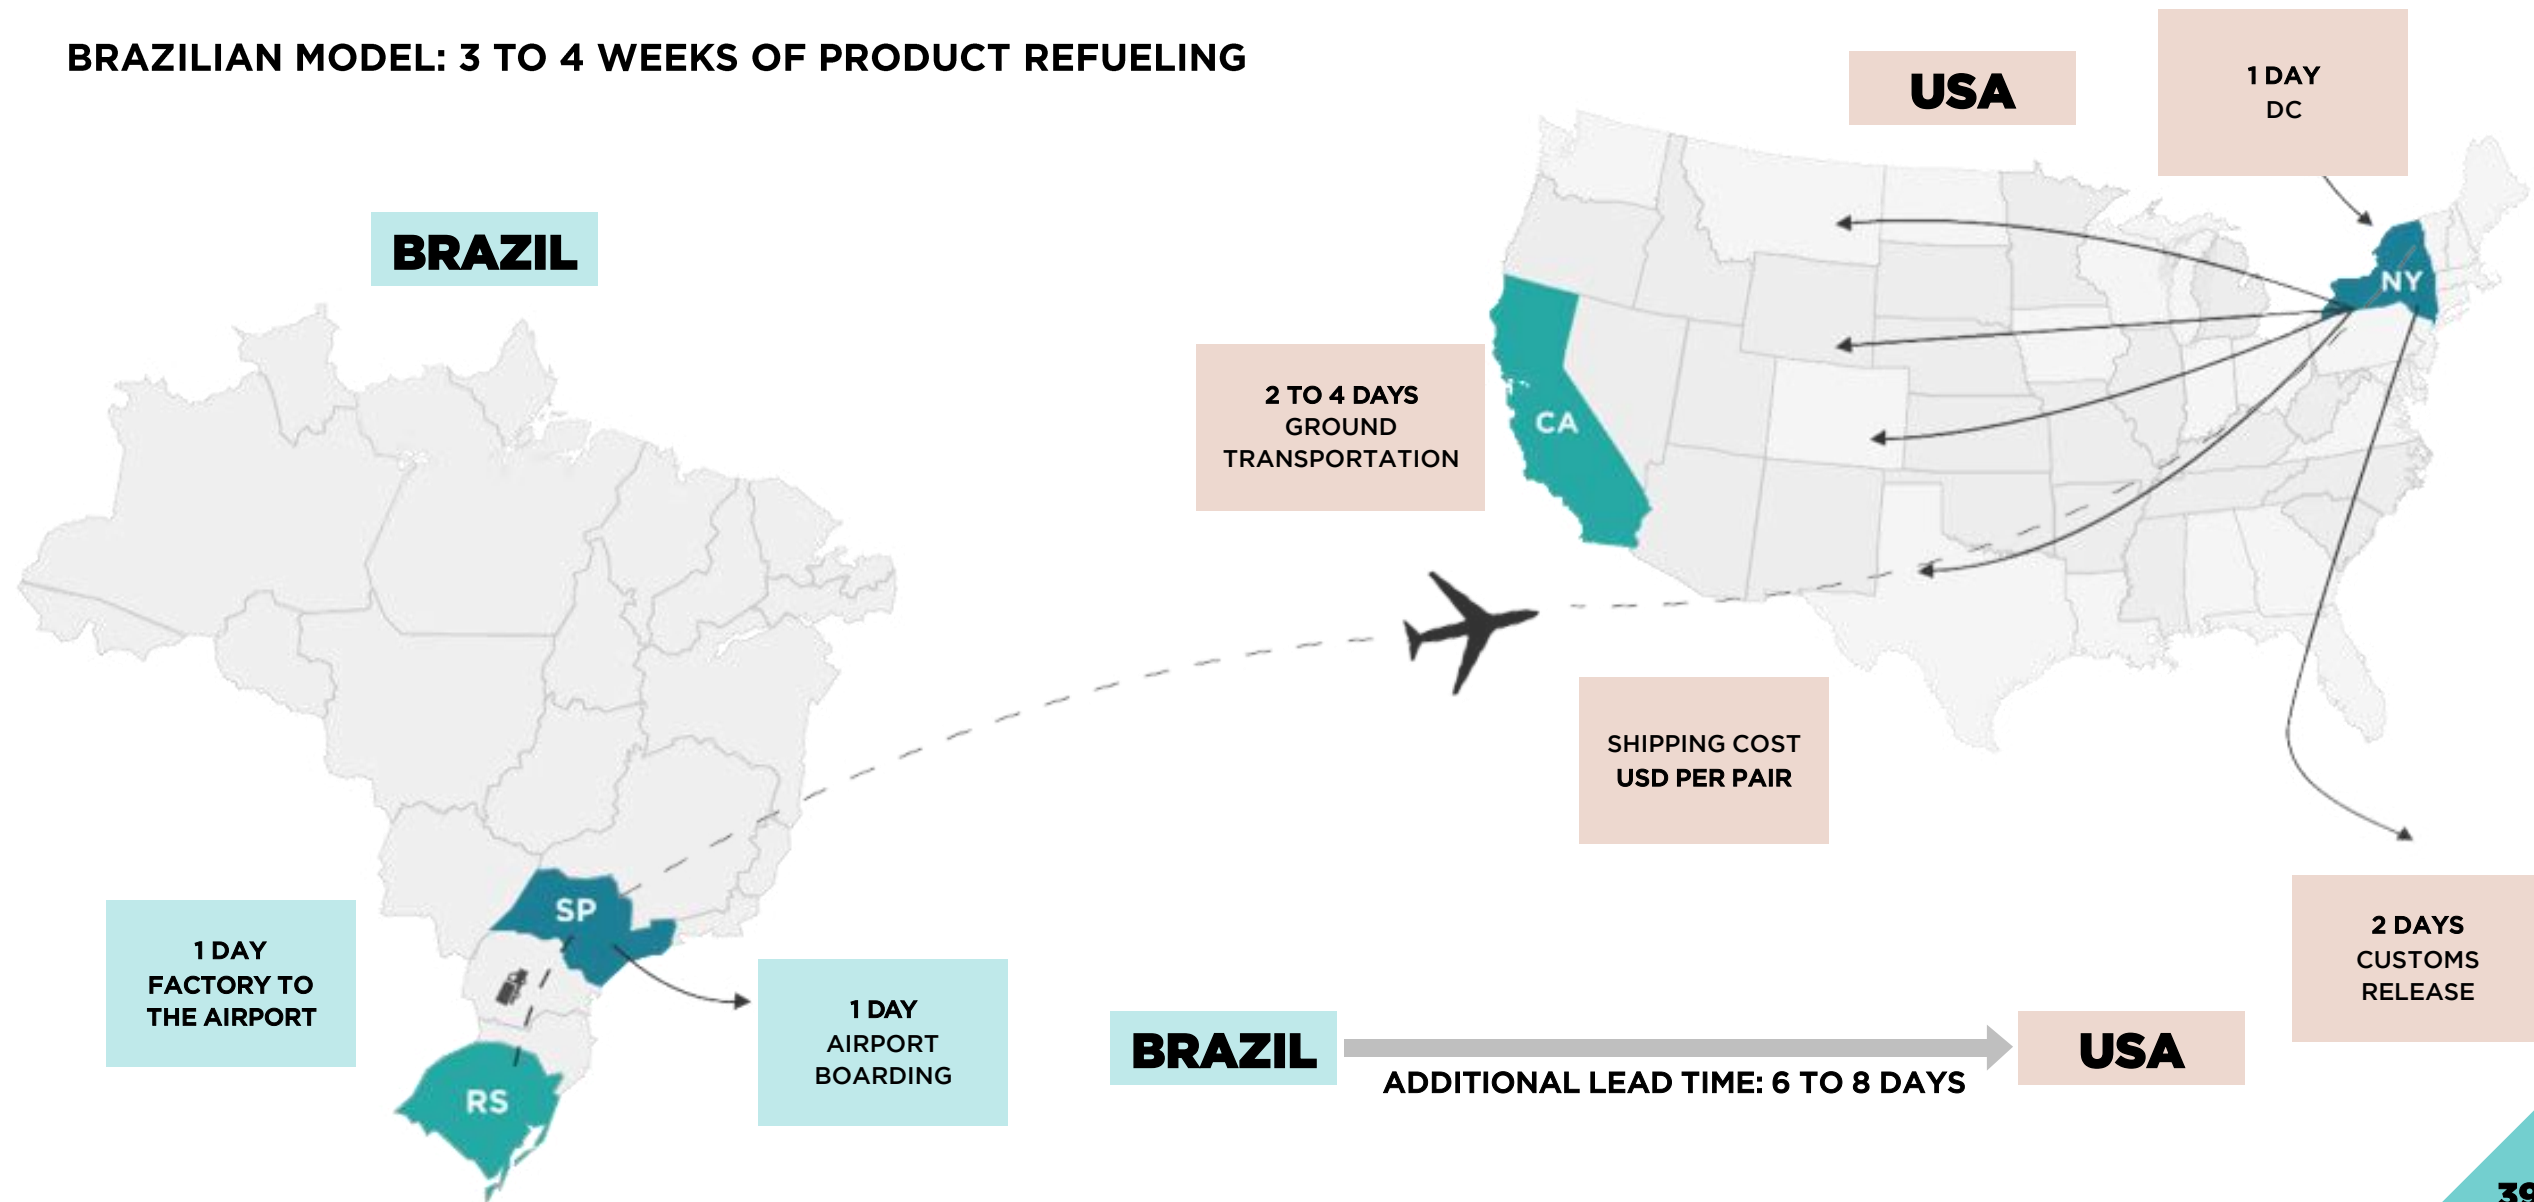 BRAZILIAN MODEL: 3 TO 4 WEEKS OF PRODUCT REFUELING
USA
1 DAY
DC
BRAZIL
NY
2 TO 4 DAYS
GROUND
TRANSPORTATION
CA
SHIPPING COST
USD PER PAIR
SP
1 DAY
FACTORY TO
THE AIRPORT
1 DAY
AIRPORT
BOARDING
RS
2 DAYS
CUSTOMS
RELEASE
BRAZIL
USA
ADDITIONAL LEAD TIME: 6 TO 8 DAYS
39